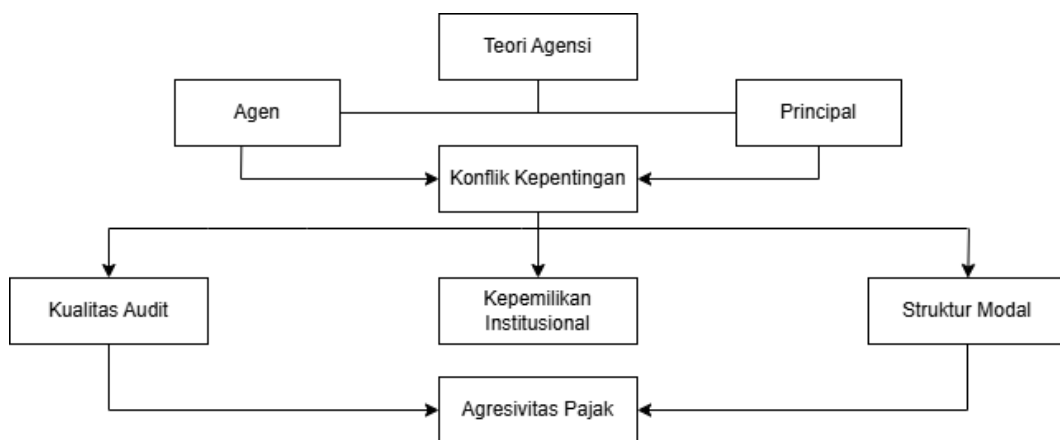 Teori Agensi
Agen
Principal
Konflik Kepentingan
Kualitas Audit
Kepemilikan
Institusional
Struktur Modal
Agresivitas Pajak